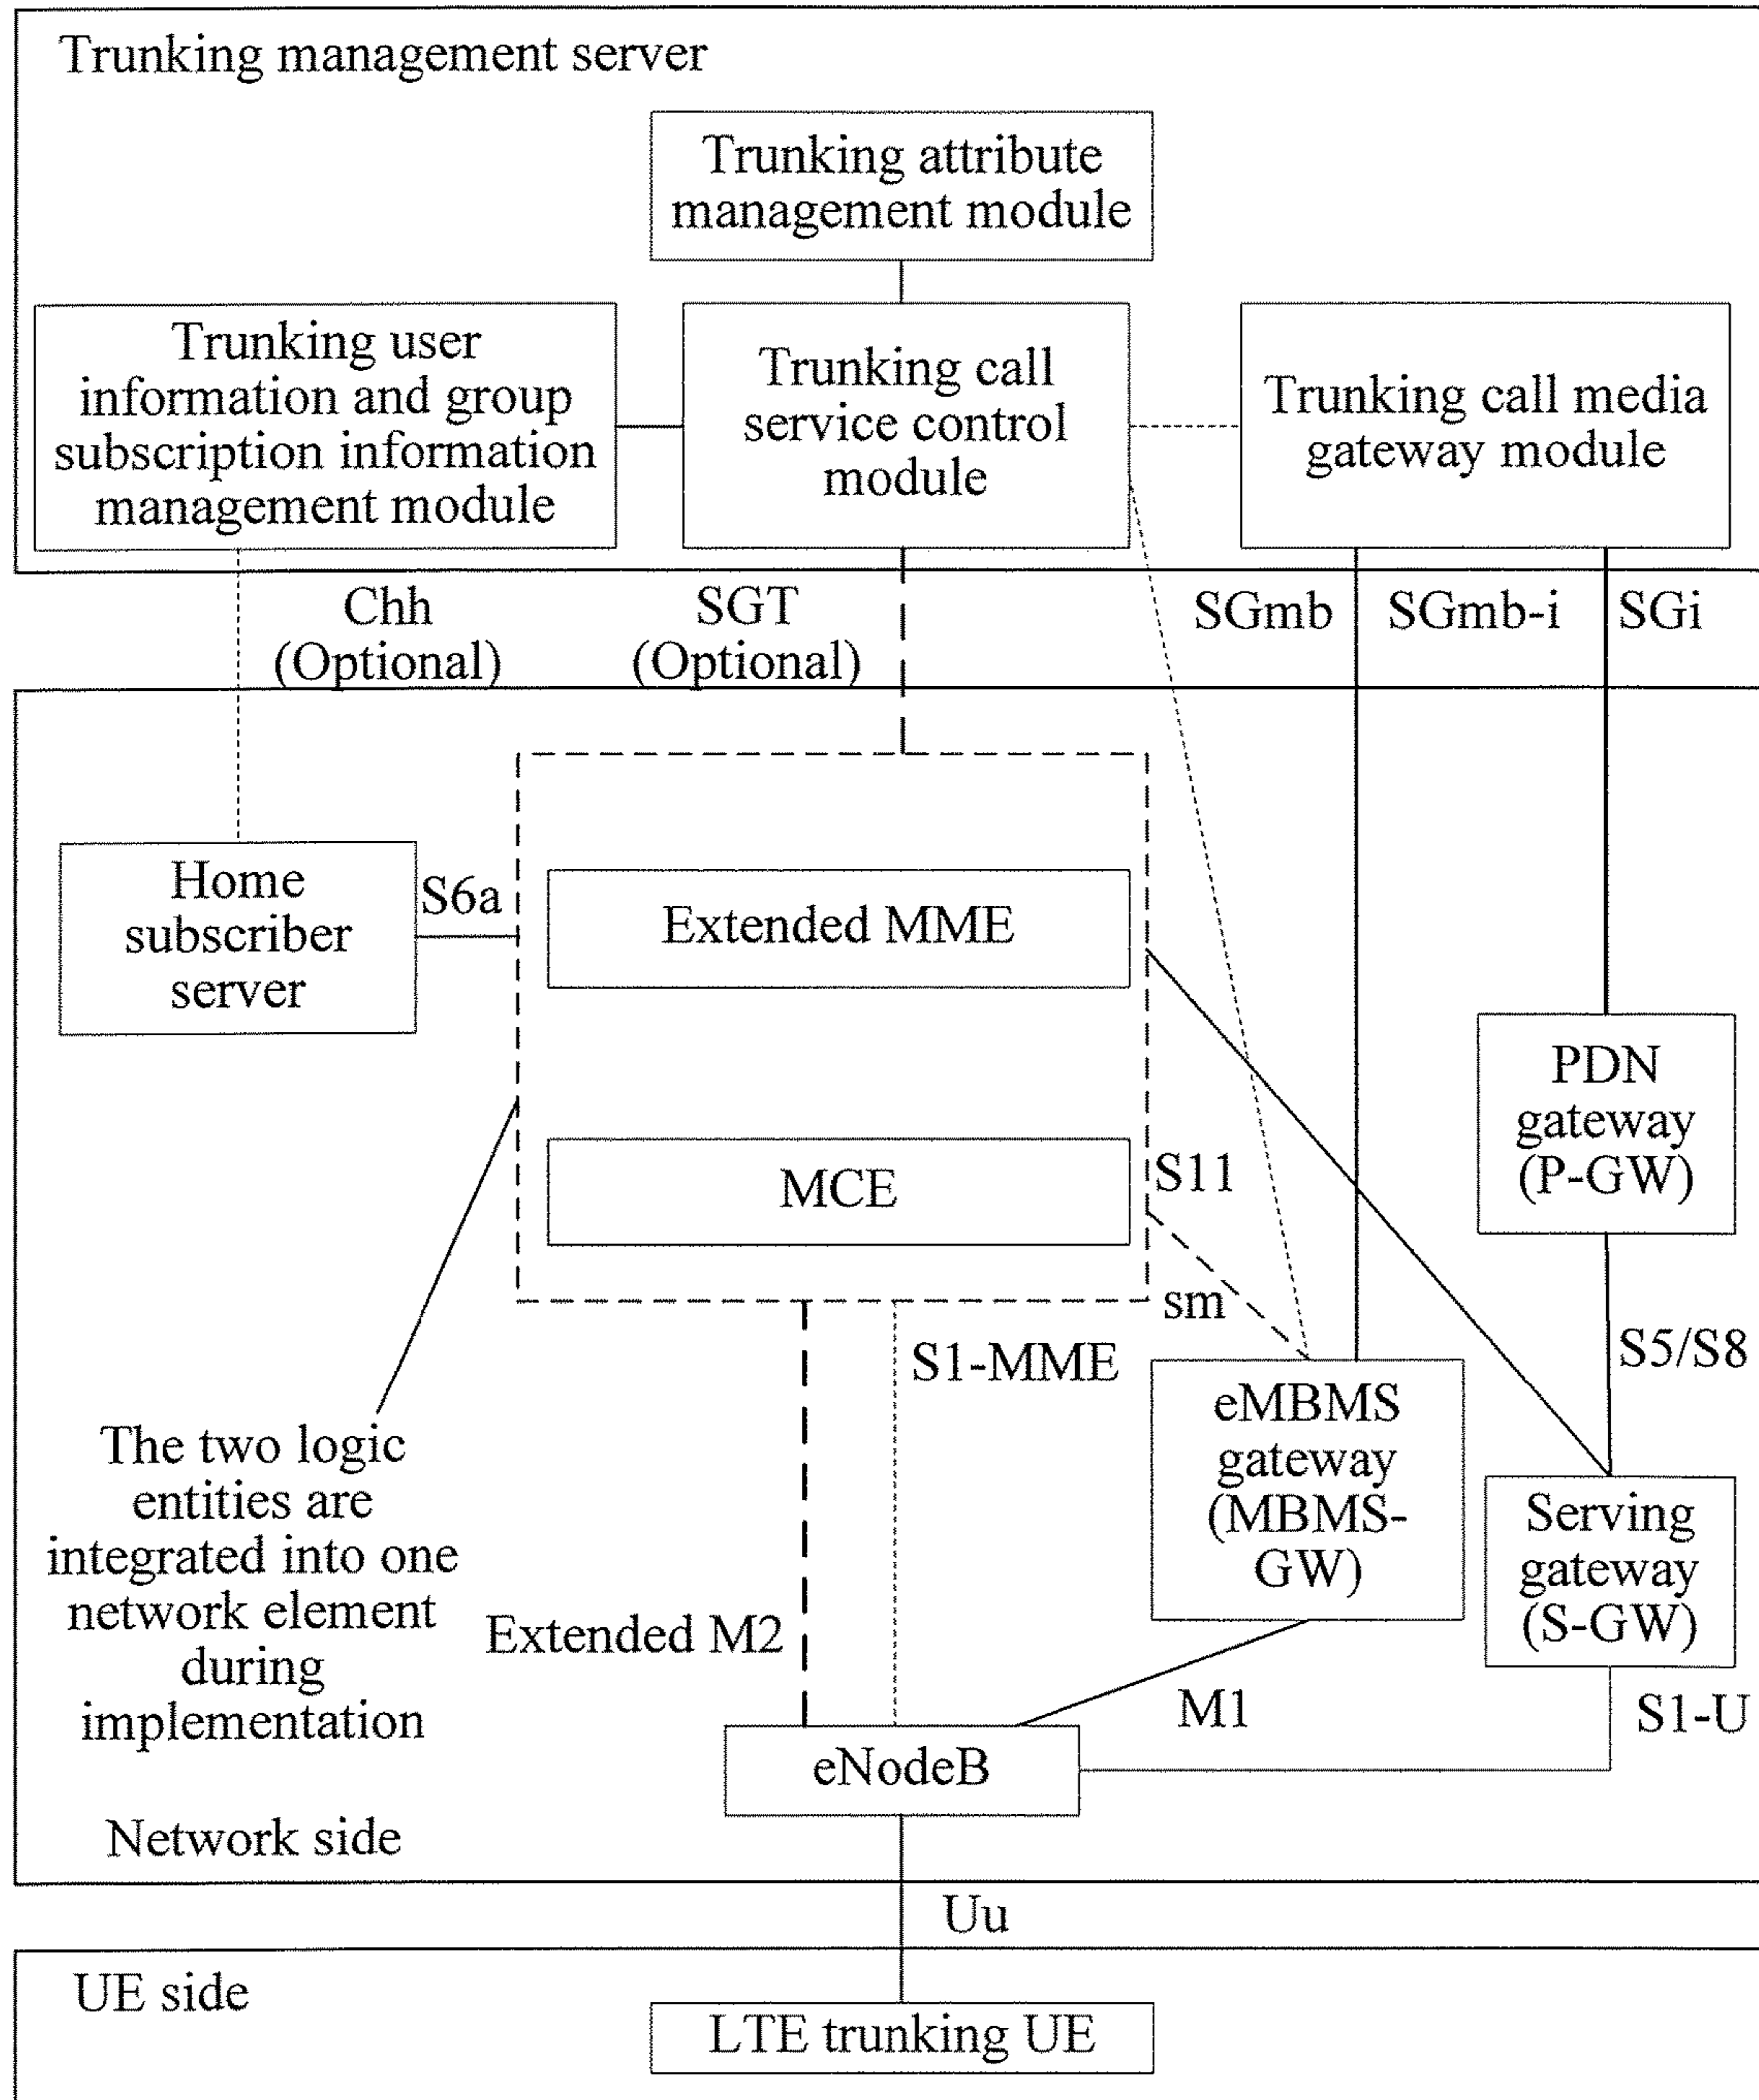 Trunking management server
Trunking attribute
management module
Trunking user
information and group
subscription information
management module
Trunking call
service control
module
Trunking call media
gateway module
Chh
(Optional)
SGT
(Optional)
SGmb
SGmb-i
SGi
Home
subscriber
server
S6a
Extended MME
MCE
S11
sm
PDN
gateway
(P-GW)
S1-MME
S5/S8
eMBMS
gateway
(MBMS-
GW)
Serving
gateway
(S-GW)
The two logic
entities are
integrated into one
network element
during
implementation
Extended M2
M1
S1-U
eNodeB
Network side
Uu
UE side
LTE trunking UE